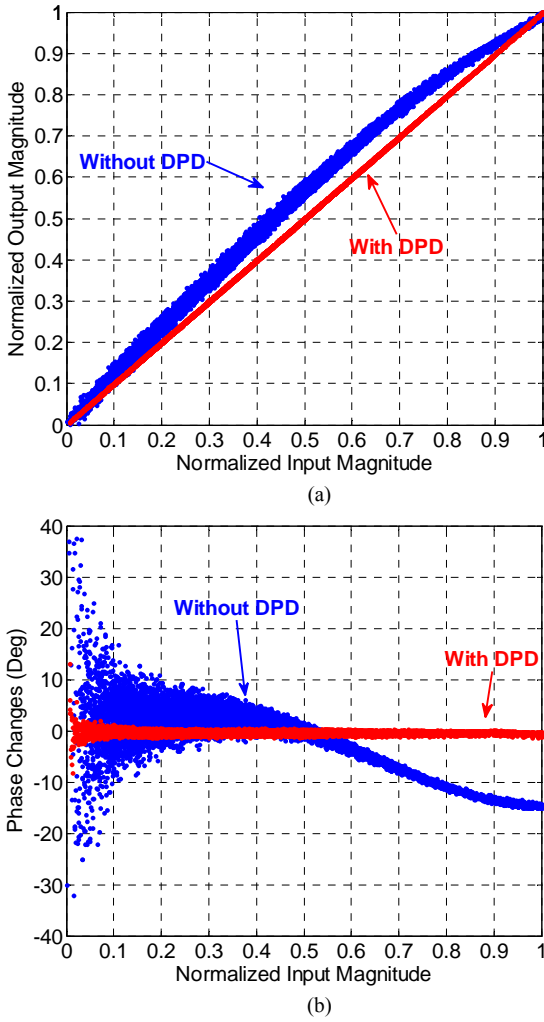 1
0.9
0.8
0.7
0.6
0.5
0.4
0.3
0.2
0.1
0
Normalized Output Magnitude
Without DPD
With DPD
0 0.1 0.2 0.3 0.4 0.5 0.6 0.7 0.8 0.9 1
Normalized Input Magnitude
(a)
40
30
20
10
0
-10
-20
-30
-40
Phase Changes (Deg)
Without DPD
With DPD
0 0.1 0.2 0.3 0.4 0.5 0.6 0.7 0.8 0.9 1
Normalized Input Magnitude
(b)